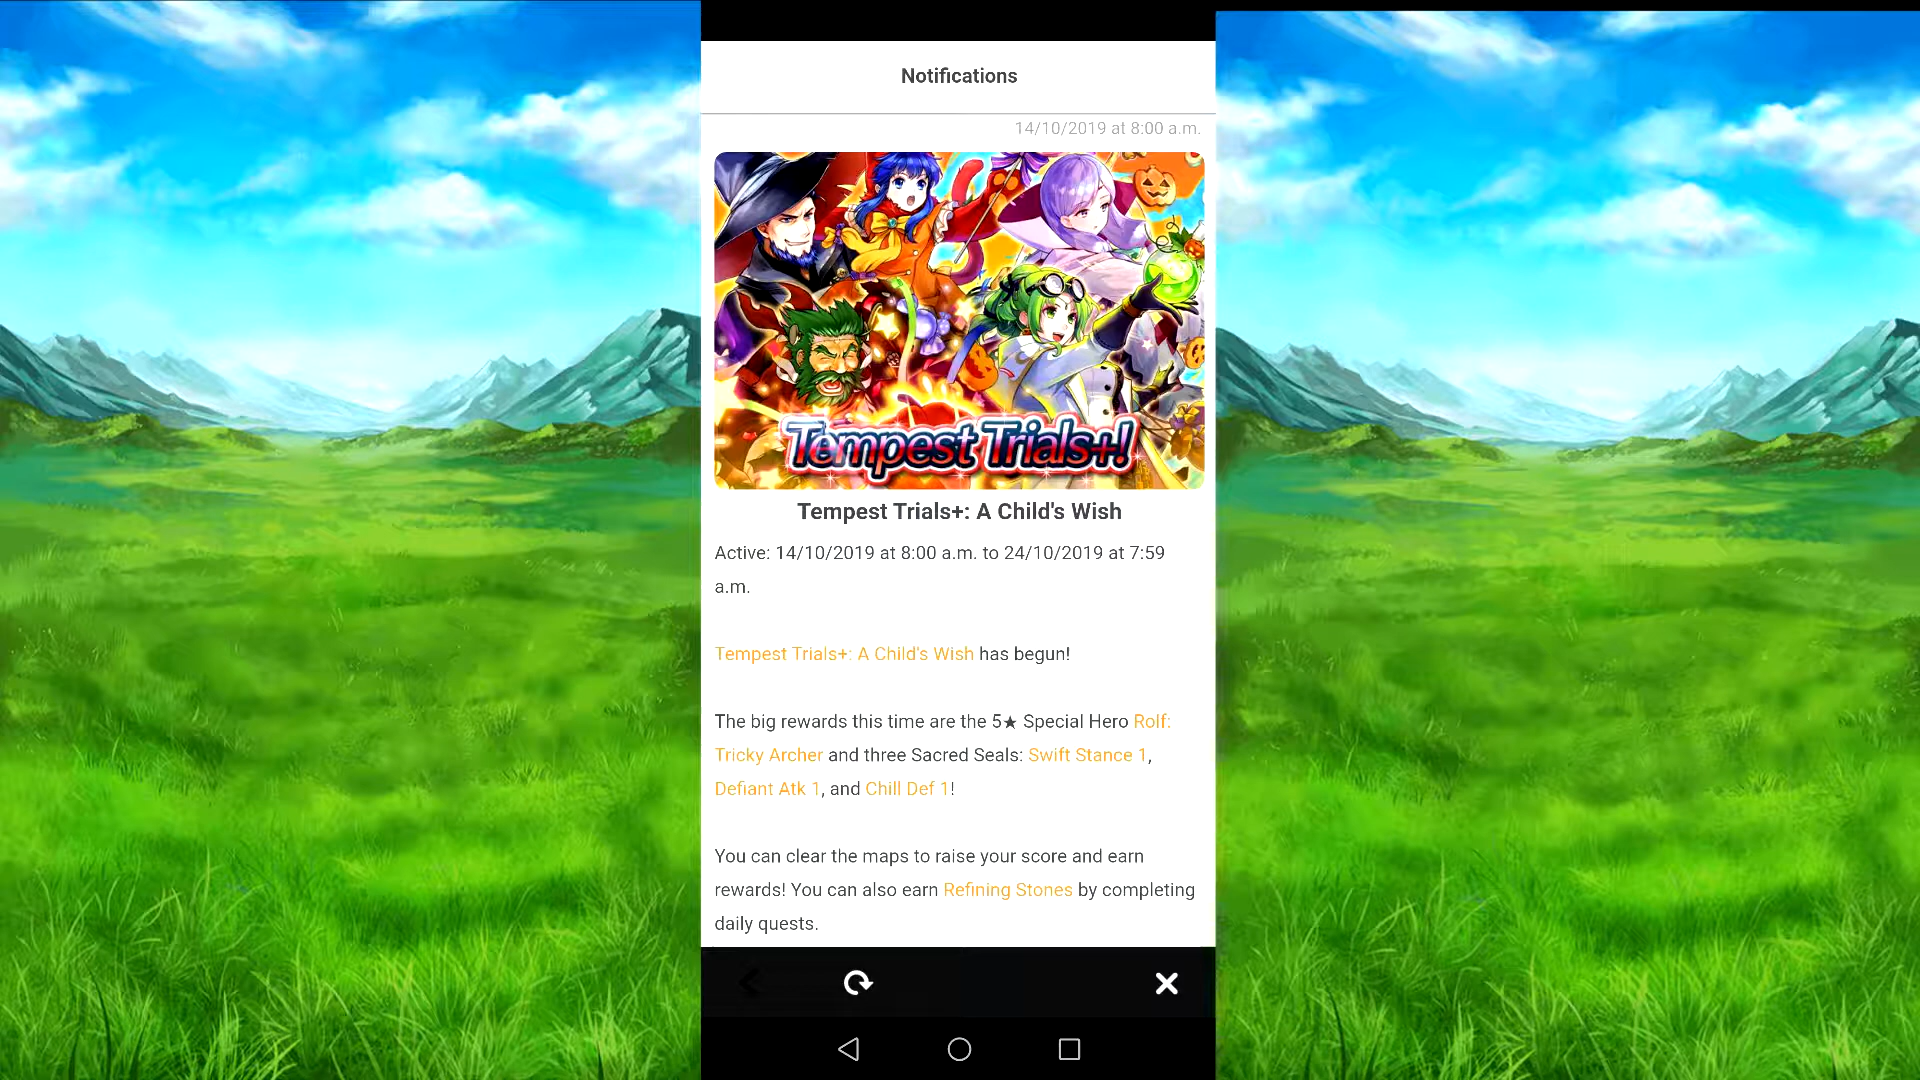 Notifications
14/10/2019 at 8:00 a.m.
Tempest Trials+!
Tempest Trials+: A Child's Wish
Active: 14/10/2019 at 8:00 a.m. to 24/10/2019 at 7:59
a.m.
Tempest Trials+: A Child's Wish has begun!
The big rewards this time are the 5★ Special Hero Rolf:
Tricky Archer and three Sacred Seals: Swift Stance 1,
Defiant Atk 1, and Chill Def 1!
You can clear the maps to raise your score and earn
rewards! You can also earn Refining Stones by completing
daily quests.